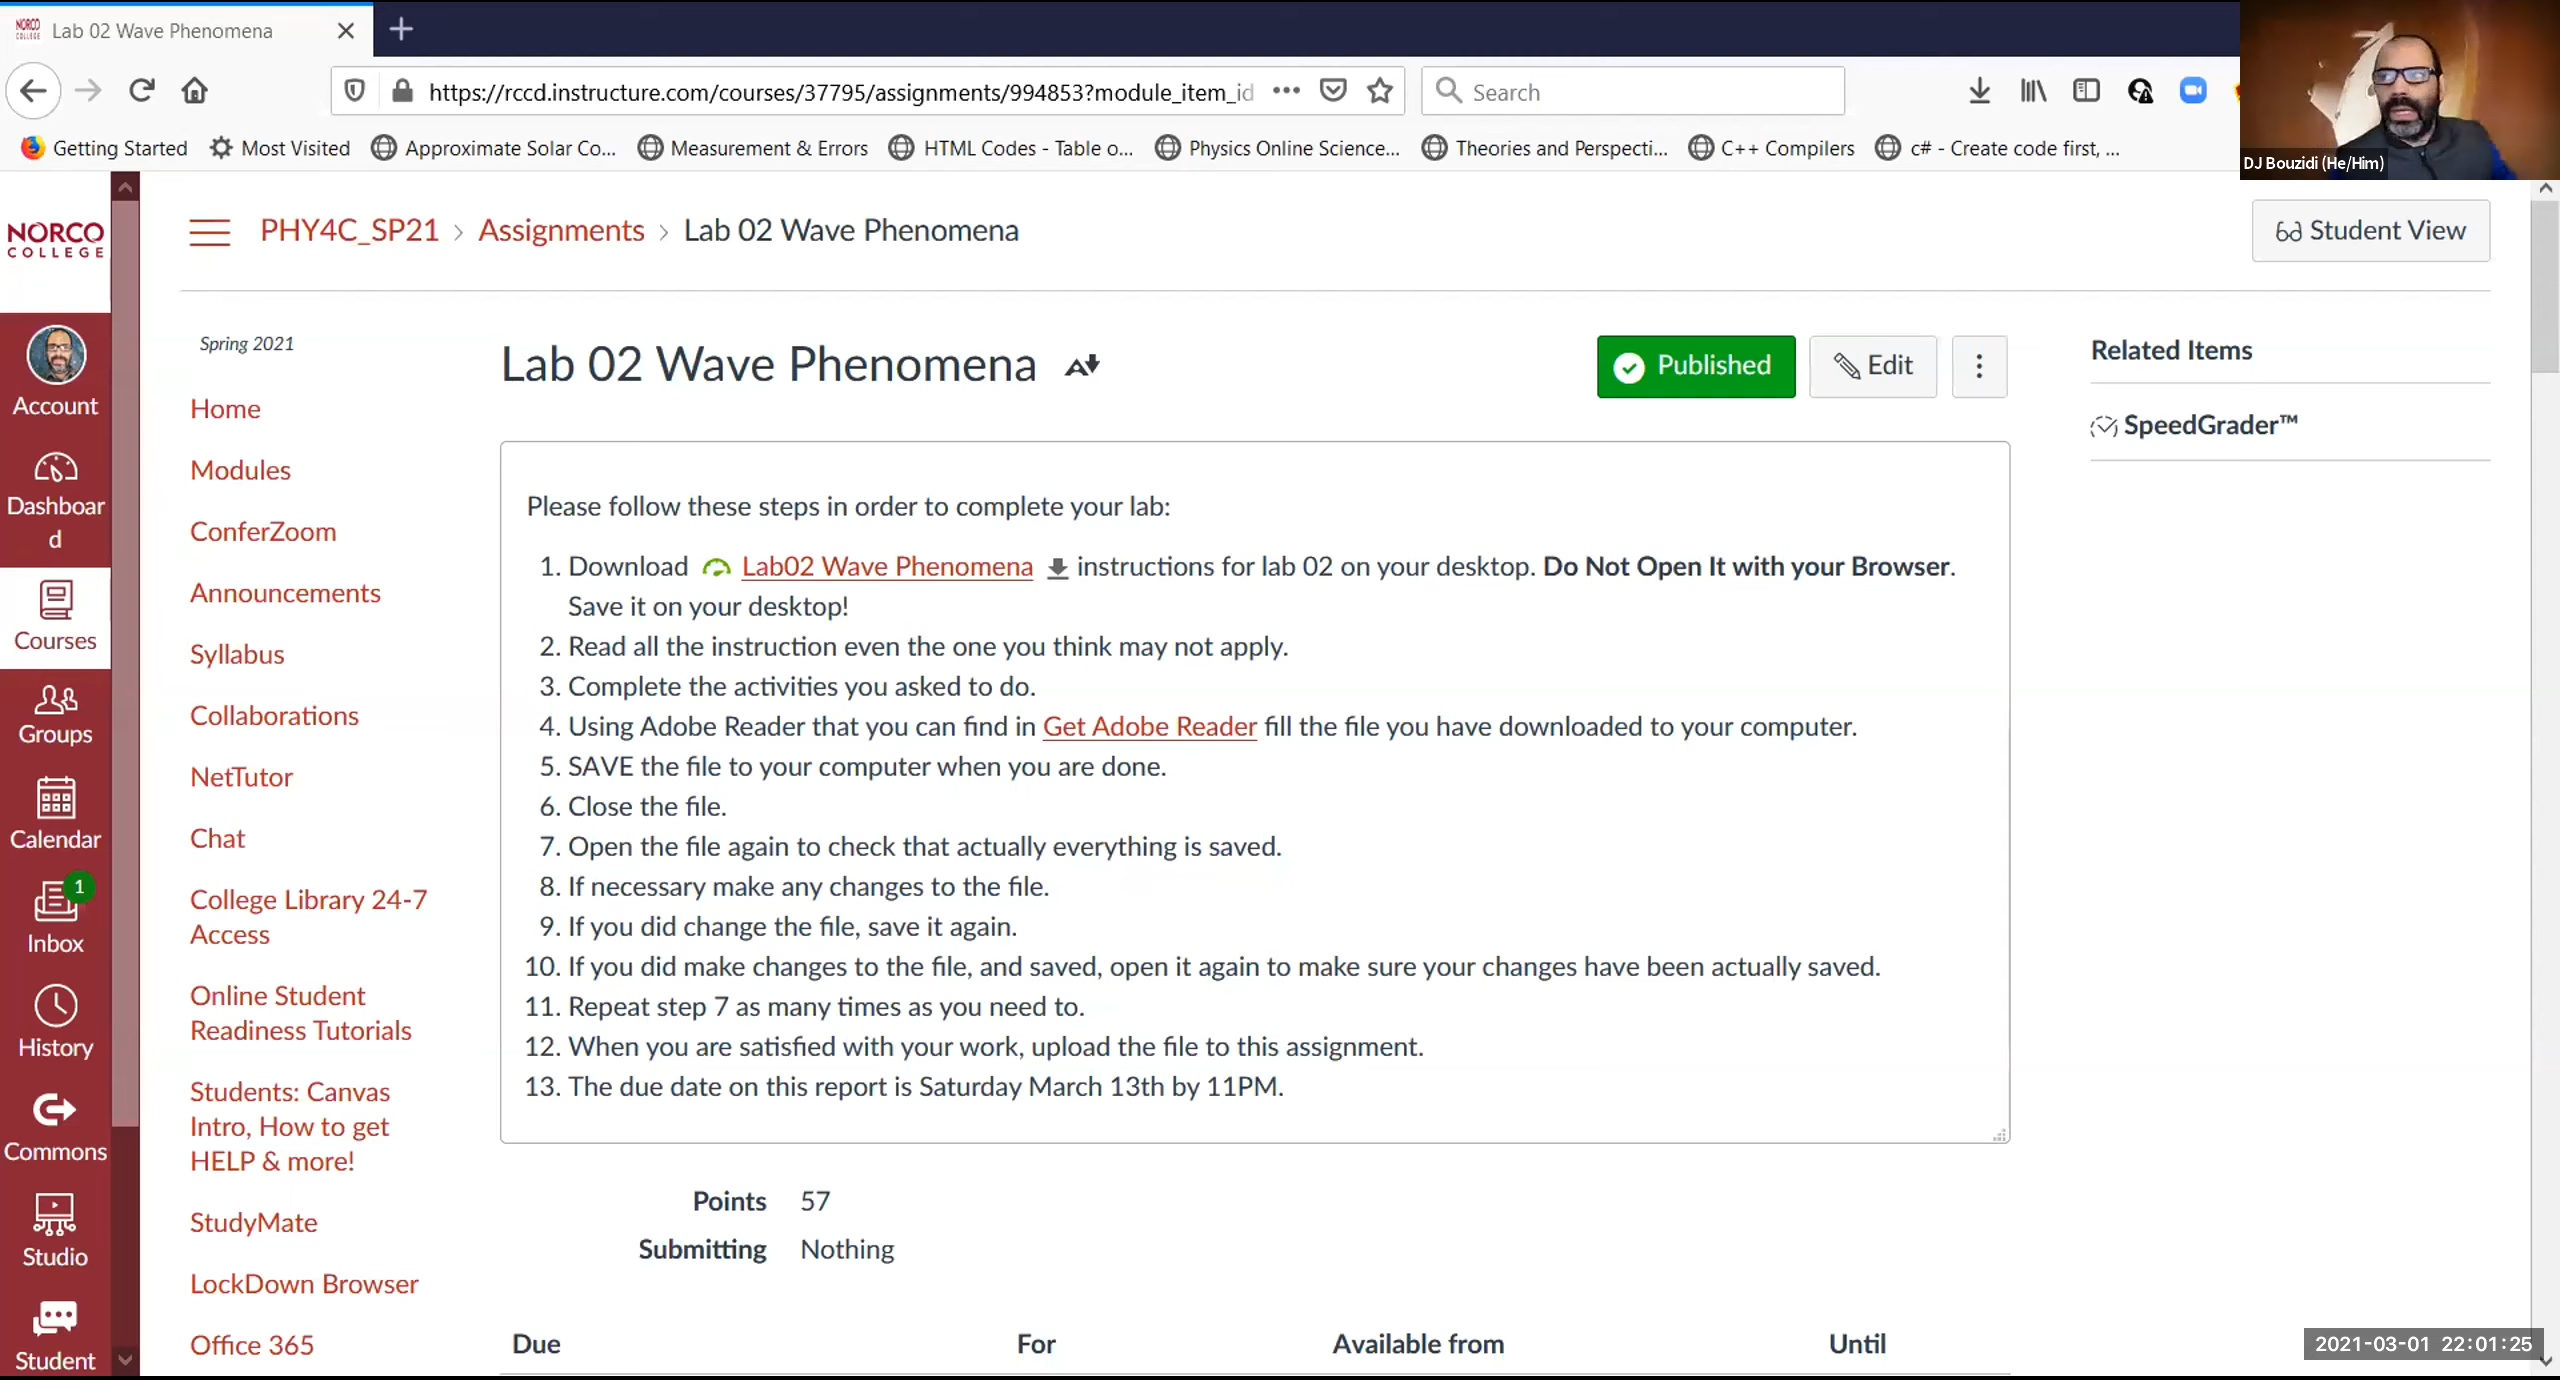 NORCO
COLLEGE
Lab 02 Wave Phenomena
https://rccd.instructure.com/courses/37795/assignments/994853?module_item_id
Search
Getting Started
Most Visited
Approximate Solar Co...
Measurement & Errors
HTML Codes - Table o...
Physics Online Science...
Theories and Perspecti...
C++ Compilers
c# - Create code first, ...
DJ Bouzidi (He/Him)
NORCO
COLLEGE
PHY4C_SP21 > Assignments > Lab 02 Wave Phenomena
Student View
Account
Dashboar
d
Courses
Groups
Calendar
1
Inbox
History
Commons
Studio
Student
Spring 2021
Home
Modules
ConferZoom
Announcements
Syllabus
Collaborations
NetTutor
Chat
College Library 24-7
Access
Online Student
Readiness Tutorials
Students: Canvas
Intro, How to get
HELP & more!
StudyMate
LockDown Browser
Office 365
Lab 02 Wave Phenomena
Published
Edit
Related Items
SpeedGrader™
Please follow these steps in order to complete your lab:
1. Download Lab02 Wave Phenomena instructions for lab 02 on your desktop. Do Not Open It with your Browser.
Save it on your desktop!
2. Read all the instruction even the one you think may not apply.
3. Complete the activities you asked to do.
4. Using Adobe Reader that you can find in Get Adobe Reader fill the file you have downloaded to your computer.
5. SAVE the file to your computer when you are done.
6. Close the file.
7. Open the file again to check that actually everything is saved.
8. If necessary make any changes to the file.
9. If you did change the file, save it again.
10. If you did make changes to the file, and saved, open it again to make sure your changes have been actually saved.
11. Repeat step 7 as many times as you need to.
12. When you are satisfied with your work, upload the file to this assignment.
13. The due date on this report is Saturday March 13th by 11PM.
Points 57
Submitting Nothing
Due For Available from Until
2021-03-01 22:01:25